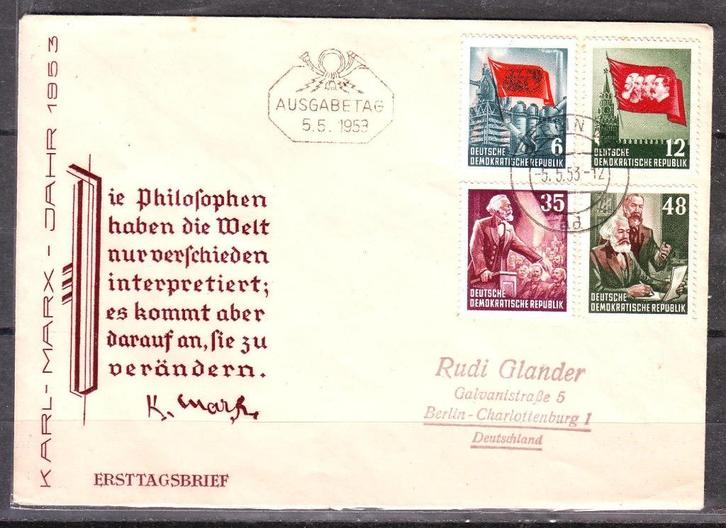 KARL-MARX-JAHR 1953
AUSGABETAG
5.5. 1953
Die Philosophen
haben die Welt
nur verschieden
interpretiert;
es kommt aber
darauf an, sie zu
verändern.
K. Marx
ERSTTAGSBRIEF
6
DEUTSCHE
DEMOKRATISCHE REPUBLIK
12
DEUTSCHE
DEMOKRATISCHE REPUBLIK
-5.5.53-12
ad
35
DEUTSCHE
DEMOKRATISCHE REPUBLIK
48
DEUTSCHE
DEMOKRATISCHE REPUBLIK
Rudi Glander
Galvanistraße 5
Berlin-Charlottenburg 1
Deutschland